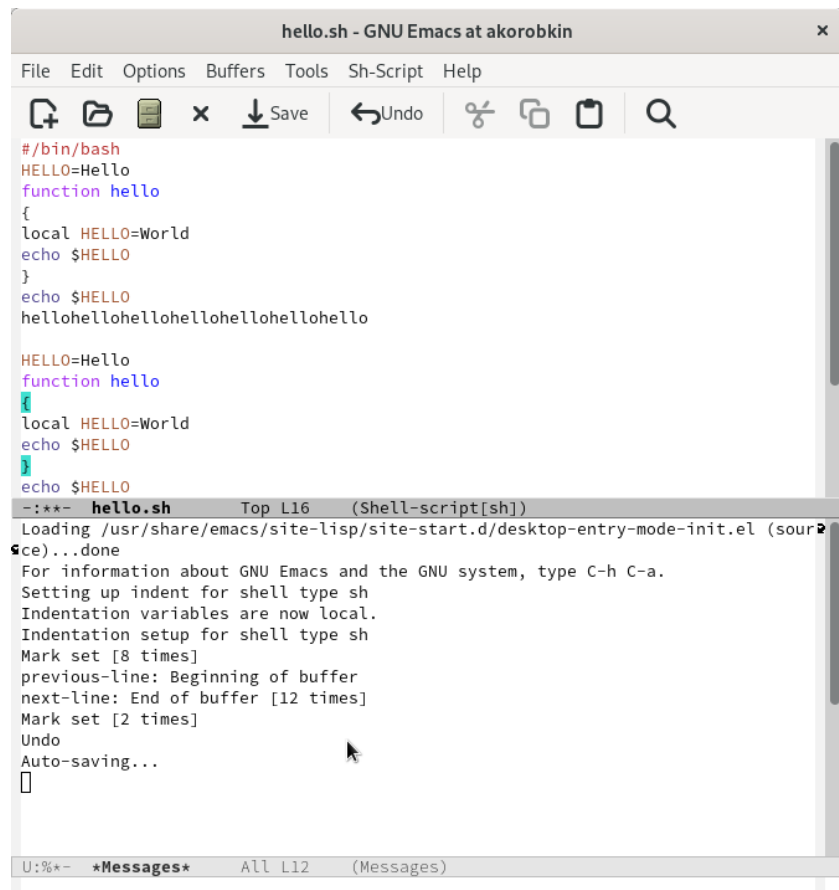 hello.sh - GNU Emacs at akorobkin
File Edit Options Buffers Tools Sh-Script Help
Save Undo
#/bin/bash
HELLO=Hello
function hello
{
local HELLO=World
echo $HELLO
}
echo $HELLO
hellohellohellohellohellohellohello

HELLO=Hello
function hello
{
local HELLO=World
echo $HELLO
}
echo $HELLO
-:**- hello.sh Top L16 (Shell-script[sh])
Loading /usr/share/emacs/site-lisp/site-start.d/desktop-entry-mode-init.el (sour
ce)...done
For information about GNU Emacs and the GNU system, type C-h C-a.
Setting up indent for shell type sh
Indentation variables are now local.
Indentation setup for shell type sh
Mark set [8 times]
previous-line: Beginning of buffer
next-line: End of buffer [12 times]
Mark set [2 times]
Undo
Auto-saving...
U:%*- *Messages* All L12 (Messages)